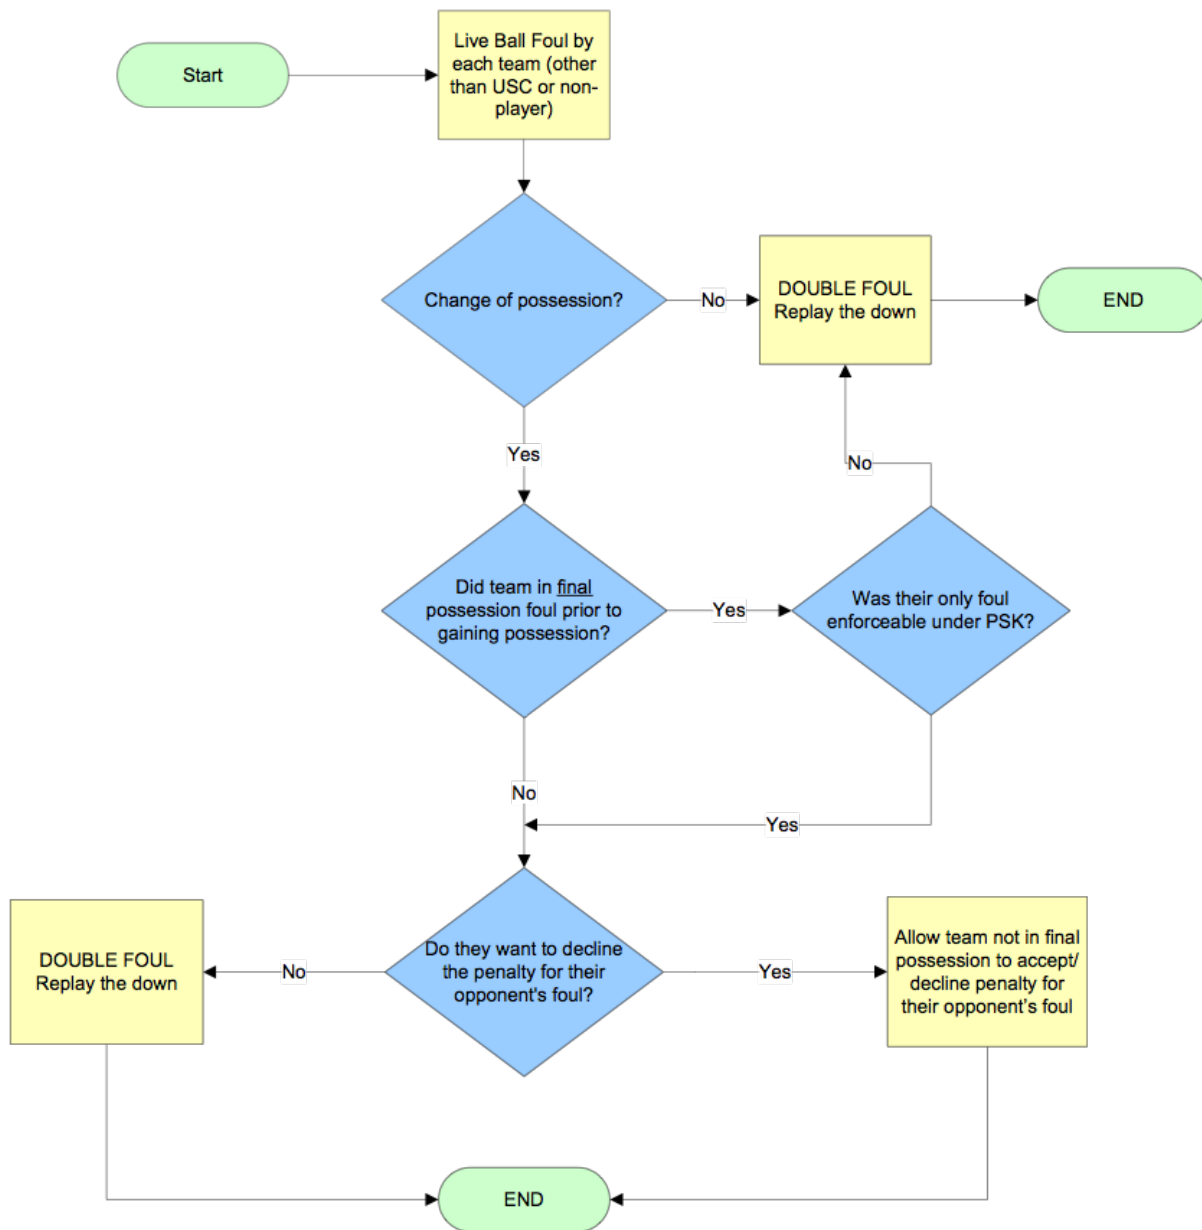 Start
Live Ball Foul by
each team (other
than USC or non-
player)
Change of possession?
No
DOUBLE FOUL
Replay the down
END
Yes
No
Did team in final
possession foul prior to
gaining possession?
Yes
Was their only foul
enforceable under PSK?
No
Yes
Do they want to decline
the penalty for their
opponent's foul?
No
DOUBLE FOUL
Replay the down
Yes
Allow team not in final
possession to accept/
decline penalty for
their opponent’s foul
END